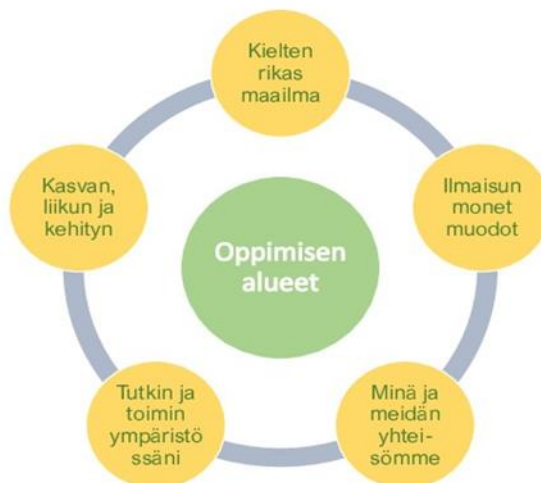 Kielten
rikas
maailma
Ilmaisun
monet
muodot
Minä ja
meidän
yhtei-
sömme
Tutkin ja
toimin
ympäristö
ssäni
Kasvan,
liikun ja
kehityn
Oppimisen
alueet